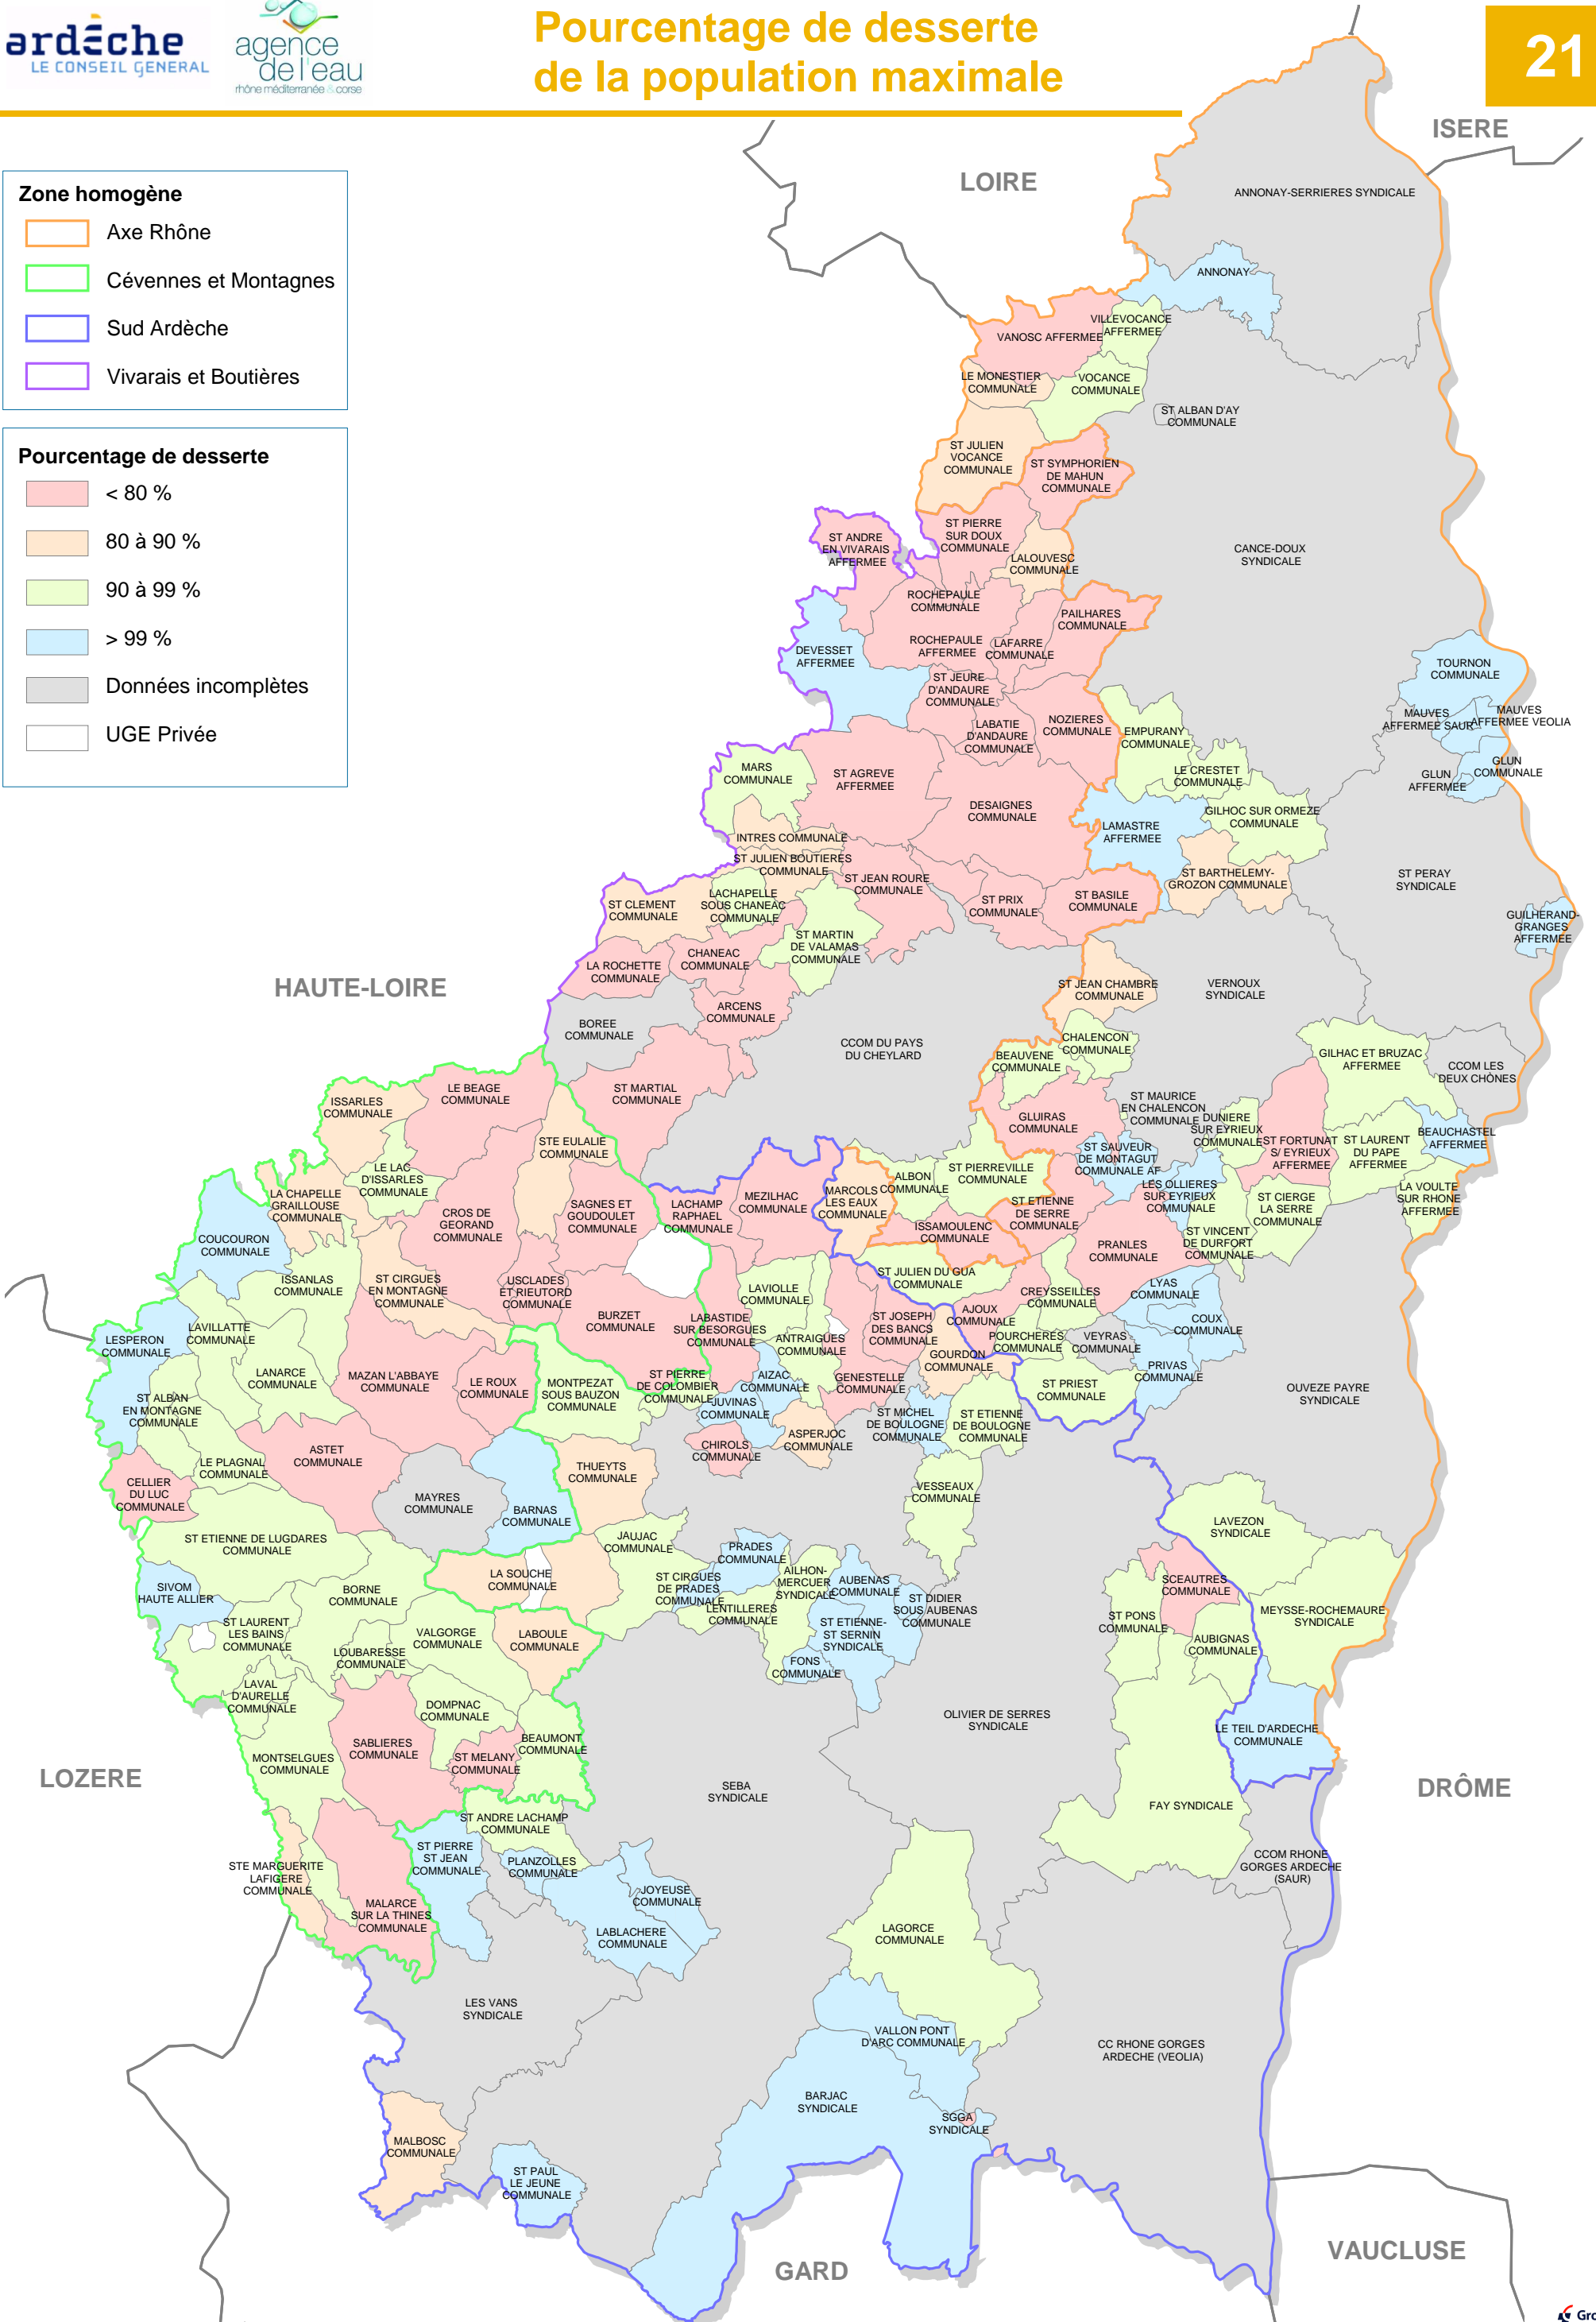 ardèche
LE CONSEIL GENERAL
agence
de l'eau
rhône méditerranée & corse
Pourcentage de desserte
de la population maximale
21
Zone homogène
Axe Rhône
Cévennes et Montagnes
Sud Ardèche
Vivarais et Boutières
Pourcentage de desserte
< 80 %
80 à 90 %
90 à 99 %
> 99 %
Données incomplètes
UGE Privée
ISERE
LOIRE
HAUTE-LOIRE
LOZERE
DRÔME
GARD
VAUCLUSE
ANNONAY-SERRIERES SYNDICALE
ANNONAY
VILLEVOCANCE
AFFERMEE
VANOSC AFFERMEE
LE MONESTIER
COMMUNALE
VOCANCE
COMMUNALE
ST ALBAN D'AY
COMMUNALE
ST JULIEN
VOCANCE
COMMUNALE
ST SYMPHORIEN
DE MAHUN
COMMUNALE
ST PIERRE
SUR DOUX
COMMUNALE
ST ANDRE
EN VIVARAIS
AFFERMEE
LALOUVESC
COMMUNALE
CANCE-DOUX
SYNDICALE
ROCHEPAULE
COMMUNALE
PAILHARES
COMMUNALE
ROCHEPAULE
AFFERMEE
LAFARRE
COMMUNALE
DEVESSET
AFFERMEE
TOURNON
COMMUNALE
ST JEURE
D'ANDAURE
COMMUNALE
LABATIE
D'ANDAURE
COMMUNALE
NOZIERES
COMMUNALE
EMPURANY
COMMUNALE
MAUVES
AFFERMEE SAUR
MAUVES
AFFERMEE VEOLIA
MARS
COMMUNALE
ST AGREVE
AFFERMEE
LE CRESTET
COMMUNALE
GLUN
AFFERMEE
GLUN
COMMUNALE
DESAIGNES
COMMUNALE
GILHOC SUR ORMEZE
COMMUNALE
LAMASTRE
AFFERMEE
INTRES COMMUNALE
ST JULIEN BOUTIERES
COMMUNALE
ST JEAN ROURE
COMMUNALE
ST BARTHELEMY-
GROZON COMMUNALE
ST PERAY
SYNDICALE
LACHAPELLE
SOUS CHANEAC
COMMUNALE
ST CLEMENT
COMMUNALE
ST PRIX
COMMUNALE
ST BASILE
COMMUNALE
GUILHERAND-
GRANGES
AFFERMEE
ST MARTIN
DE VALAMAS
COMMUNALE
CHANEAC
COMMUNALE
LA ROCHETTE
COMMUNALE
ST JEAN CHAMBRE
COMMUNALE
VERNOUX
SYNDICALE
ARCENS
COMMUNALE
BOREE
COMMUNALE
CCOM DU PAYS
DU CHEYLARD
CHALENCON
COMMUNALE
BEAUVENE
COMMUNALE
GILHAC ET BRUZAC
AFFERMEE
CCOM LES
DEUX CHÒNES
LE BEAGE
COMMUNALE
ST MARTIAL
COMMUNALE
ISSARLES
COMMUNALE
ST MAURICE
EN CHALENCON
COMMUNALE
GLUIRAS
COMMUNALE
DUNIERE
SUR EYRIEUX
COMMUNALE
ST FORTUNAT
S/ EYRIEUX
AFFERMEE
ST LAURENT
DU PAPE
AFFERMEE
BEAUCHASTEL
AFFERMEE
STE EULALIE
COMMUNALE
ST SAUVEUR
DE MONTAGUT
COMMUNALE AF
LE LAC
D'ISSARLES
COMMUNALE
ALBON
COMMUNALE
ST PIERREVILLE
COMMUNALE
LES OLLIERES
SUR EYRIEUX
COMMUNALE
LA VOULTE
SUR RHONE
AFFERMEE
LA CHAPELLE
GRAILLOUSE
COMMUNALE
CROS DE
GEORAND
COMMUNALE
SAGNES ET
GOUDOULET
COMMUNALE
LACHAMP
RAPHAEL
COMMUNALE
MEZILHAC
COMMUNALE
MARCOLS
LES EAUX
COMMUNALE
ST ETIENNE
DE SERRE
COMMUNALE
ST CIERGE
LA SERRE
COMMUNALE
ISSAMOULENC
COMMUNALE
ST VINCENT
DE DURFORT
COMMUNALE
COUCOURON
COMMUNALE
PRANLES
COMMUNALE
ISSANLAS
COMMUNALE
ST CIRGUES
EN MONTAGNE
COMMUNALE
USCLADES
ET RIEUTORD
COMMUNALE
ST JULIEN DU GUA
COMMUNALE
LAVIOLLE
COMMUNALE
CREYSSEILLES
COMMUNALE
LYAS
COMMUNALE
BURZET
COMMUNALE
LABASTIDE
SUR BESORGUES
COMMUNALE
ST JOSEPH
DES BANCS
COMMUNALE
AJOUX
COMMUNALE
COUX
COMMUNALE
LESPERON
COMMUNALE
LAVILLATTE
COMMUNALE
ANTRAIGUES
COMMUNALE
POURCHERES
COMMUNALE
VEYRAS
COMMUNALE
GOURDON
COMMUNALE
LANARCE
COMMUNALE
MAZAN L'ABBAYE
COMMUNALE
LE ROUX
COMMUNALE
MONTPEZAT
SOUS BAUZON
COMMUNALE
ST PIERRE
DE COLOMBIER
COMMUNALE
AIZAC
COMMUNALE
GENESTELLE
COMMUNALE
PRIVAS
COMMUNALE
ST PRIEST
COMMUNALE
OUVEZE PAYRE
SYNDICALE
ST ALBAN
EN MONTAGNE
COMMUNALE
JUVINAS
COMMUNALE
ST MICHEL
DE BOULOGNE
COMMUNALE
ST ETIENNE
DE BOULOGNE
COMMUNALE
ASPERJOC
COMMUNALE
CHIROLS
COMMUNALE
ASTET
COMMUNALE
LE PLAGNAL
COMMUNALE
THUEYTS
COMMUNALE
CELLIER
DU LUC
COMMUNALE
MAYRES
COMMUNALE
BARNAS
COMMUNALE
VESSEAUX
COMMUNALE
LAVEZON
SYNDICALE
ST ETIENNE DE LUGDARES
COMMUNALE
JAUJAC
COMMUNALE
PRADES
COMMUNALE
LA SOUCHE
COMMUNALE
ST CIRGUES
DE PRADES
COMMUNALE
AILHON-
MERCUER
SYNDICALE
AUBENAS
COMMUNALE
SCEAUTRES
COMMUNALE
SIVOM
HAUTE ALLIER
BORNE
COMMUNALE
LENTILLERES
COMMUNALE
ST DIDIER
SOUS AUBENAS
COMMUNALE
MEYSSE-ROCHEMAURE
SYNDICALE
ST LAURENT
LES BAINS
COMMUNALE
VALGORGE
COMMUNALE
LABOULE
COMMUNALE
ST ETIENNE-
ST SERNIN
SYNDICALE
ST PONS
COMMUNALE
AUBIGNAS
COMMUNALE
LOUBARESSE
COMMUNALE
FONS
COMMUNALE
LAVAL
D'AURELLE
COMMUNALE
DOMPNAC
COMMUNALE
OLIVIER DE SERRES
SYNDICALE
LE TEIL D'ARDECHE
COMMUNALE
SABLIERES
COMMUNALE
BEAUMONT
COMMUNALE
MONTSELGUES
COMMUNALE
ST MELANY
COMMUNALE
SEBA
SYNDICALE
FAY SYNDICALE
ST ANDRE LACHAMP
COMMUNALE
ST PIERRE
ST JEAN
COMMUNALE
PLANZOLLES
COMMUNALE
CCOM RHONE
GORGES ARDECHE
(SAUR)
STE MARGUERITE
LAFIGERE
COMMUNALE
JOYEUSE
COMMUNALE
MALARCE
SUR LA THINES
COMMUNALE
LABLACHERE
COMMUNALE
LAGORCE
COMMUNALE
LES VANS
SYNDICALE
VALLON PONT
D'ARC COMMUNALE
CC RHONE GORGES
ARDECHE (VEOLIA)
BARJAC
SYNDICALE
SGGA
SYNDICALE
MALBOSC
COMMUNALE
ST PAUL
LE JEUNE
COMMUNALE